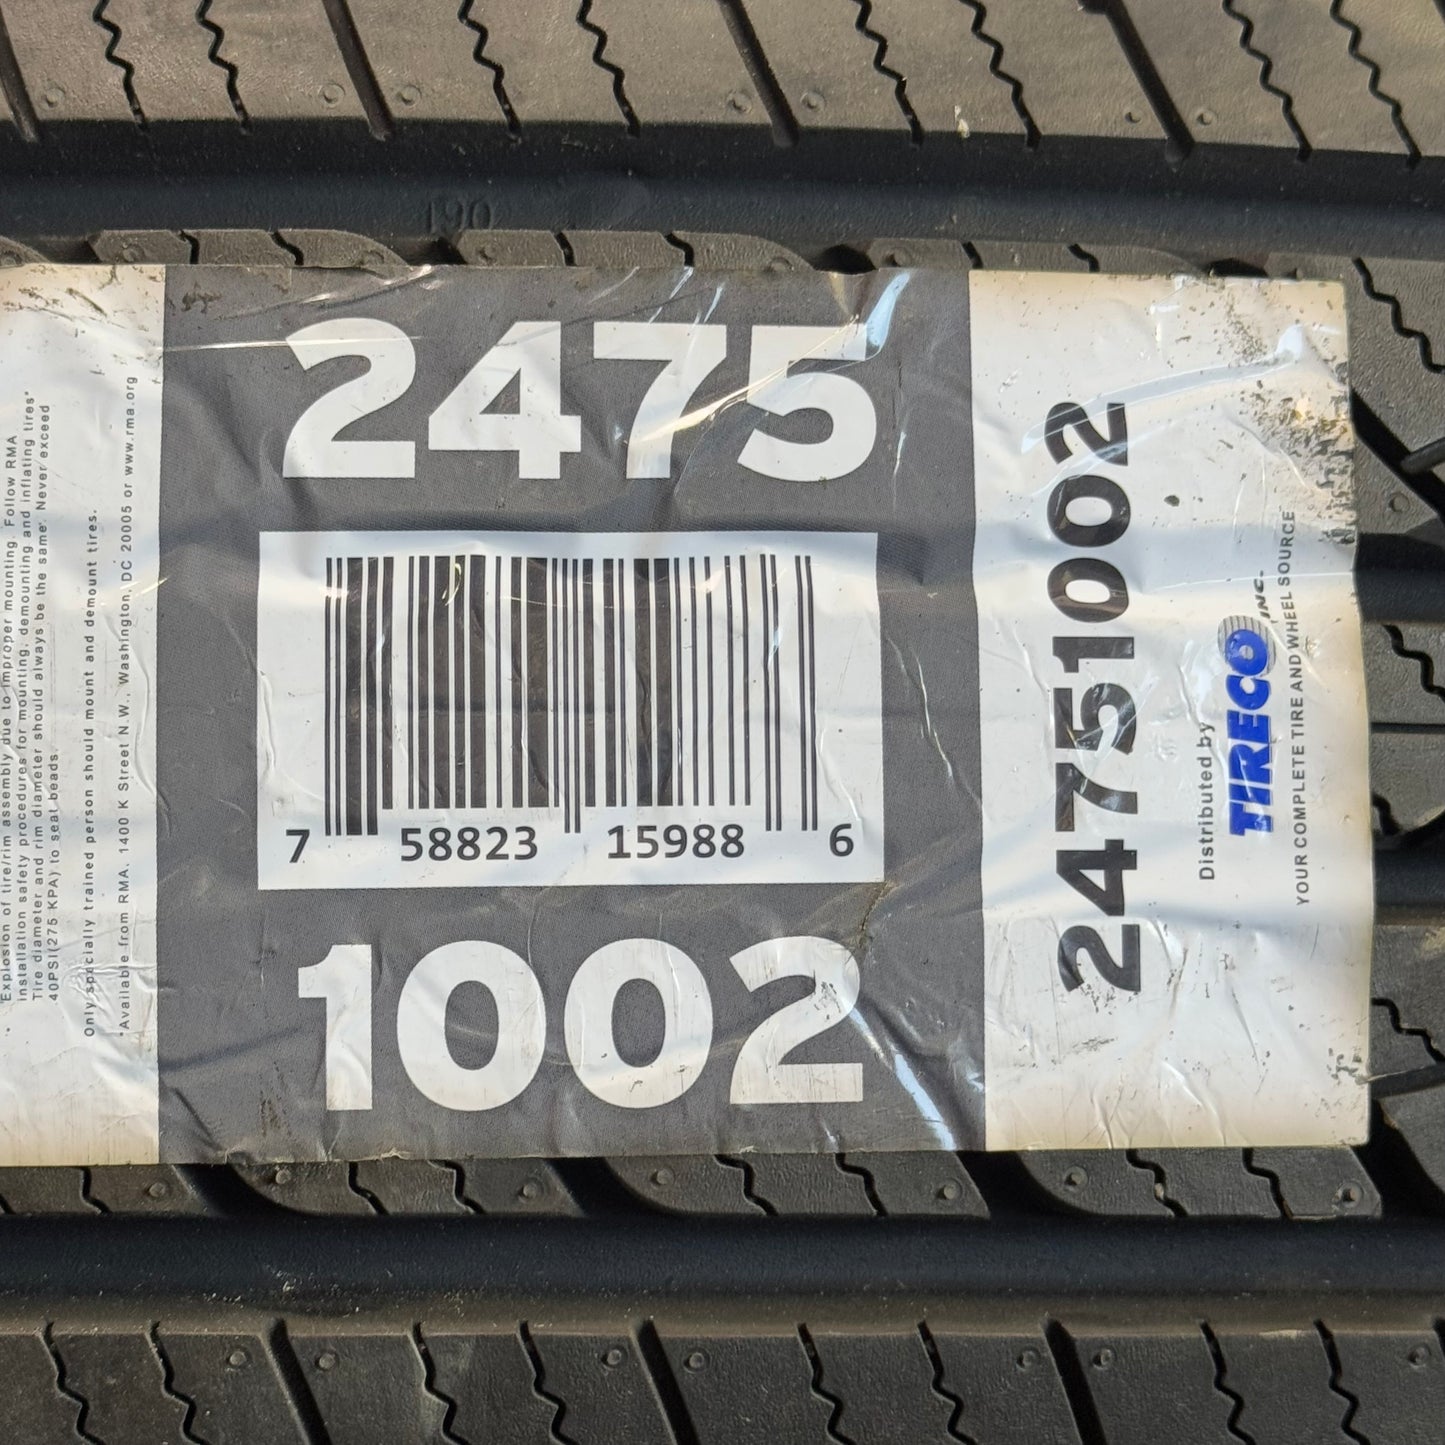 190
2475
7 58823 15988 6
1002
24751002
Distributed by
TIRECO INC.
YOUR COMPLETE TIRE AND WHEEL SOURCE
Explosion of tire/rim assembly due to improper mounting. Follow RMA
installation safety procedures for mounting, demounting and inflating tires*
Tire diameter and rim diameter should always be the same. Never exceed
40PSI(275 KPA) to seat beads.
Only specially trained person should mount and demount tires.
*Available from RMA, 1400 K Street N.W., Washington, DC 20005 or www.rma.org